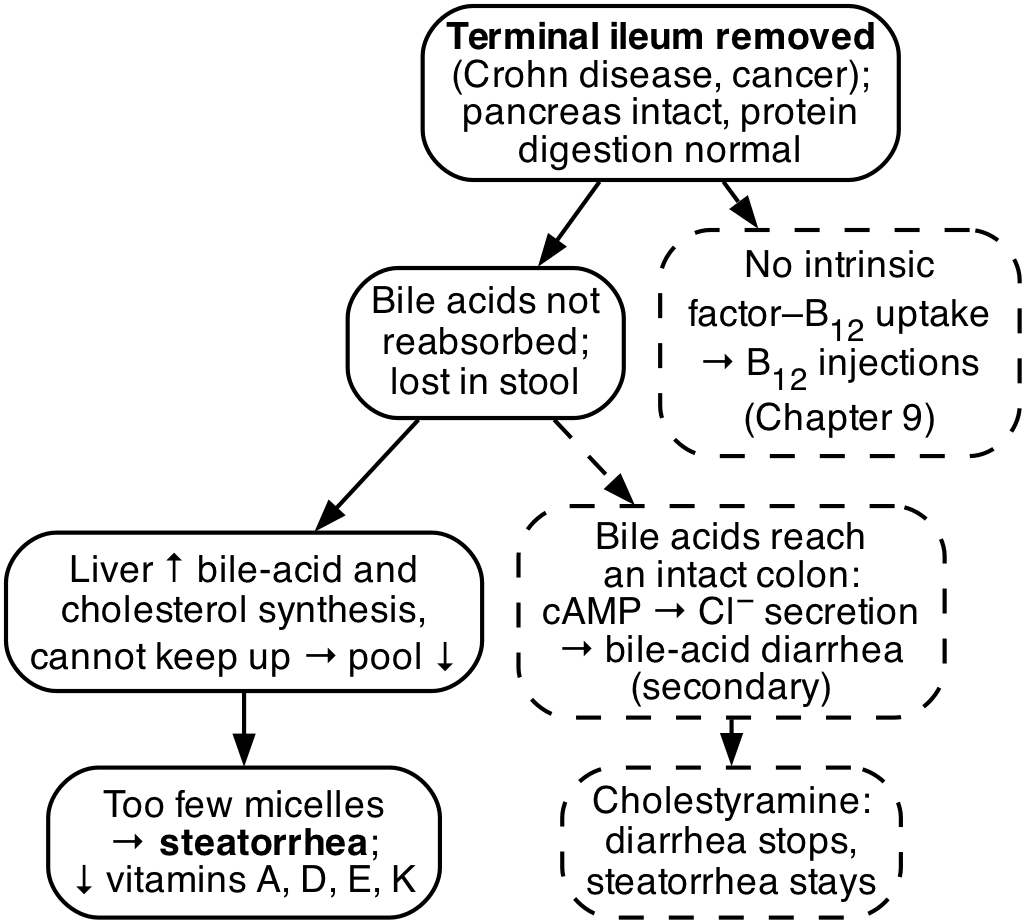 Terminal ileum removed
(Crohn disease, cancer);
pancreas intact, protein
digestion normal
No intrinsic
factor–B12 uptake
→ B12 injections
(Chapter 9)
Bile acids not
reabsorbed;
lost in stool
Liver ↑ bile-acid and
cholesterol synthesis,
cannot keep up → pool ↓
Bile acids reach
an intact colon:
cAMP → Cl⁻ secretion
→ bile-acid diarrhea
(secondary)
Too few micelles
→ steatorrhea;
↓ vitamins A, D, E, K
Cholestyramine:
diarrhea stops,
steatorrhea stays